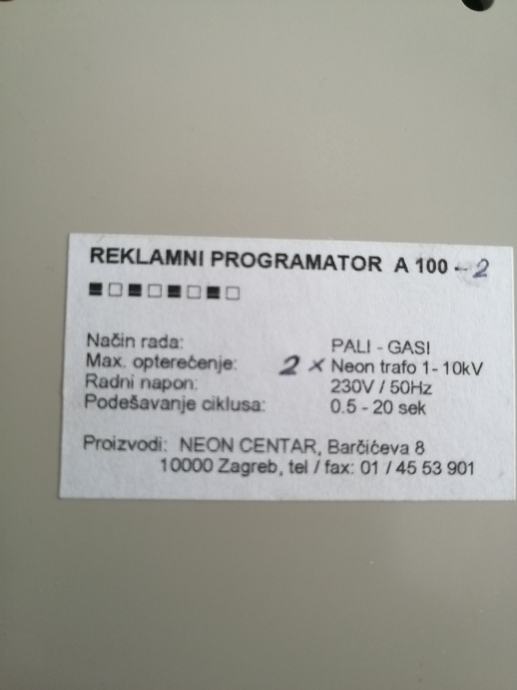 REKLAMNI PROGRAMATOR A 100 - 2
Način rada: PALI - GASI
Max. opterećenje: 2 x Neon trafo 1- 10kV
Radni napon: 230V / 50Hz
Podešavanje ciklusa: 0.5 - 20 sek
Proizvodi: NEON CENTAR, Barčićeva 8
10000 Zagreb, tel / fax: 01 / 45 53 901